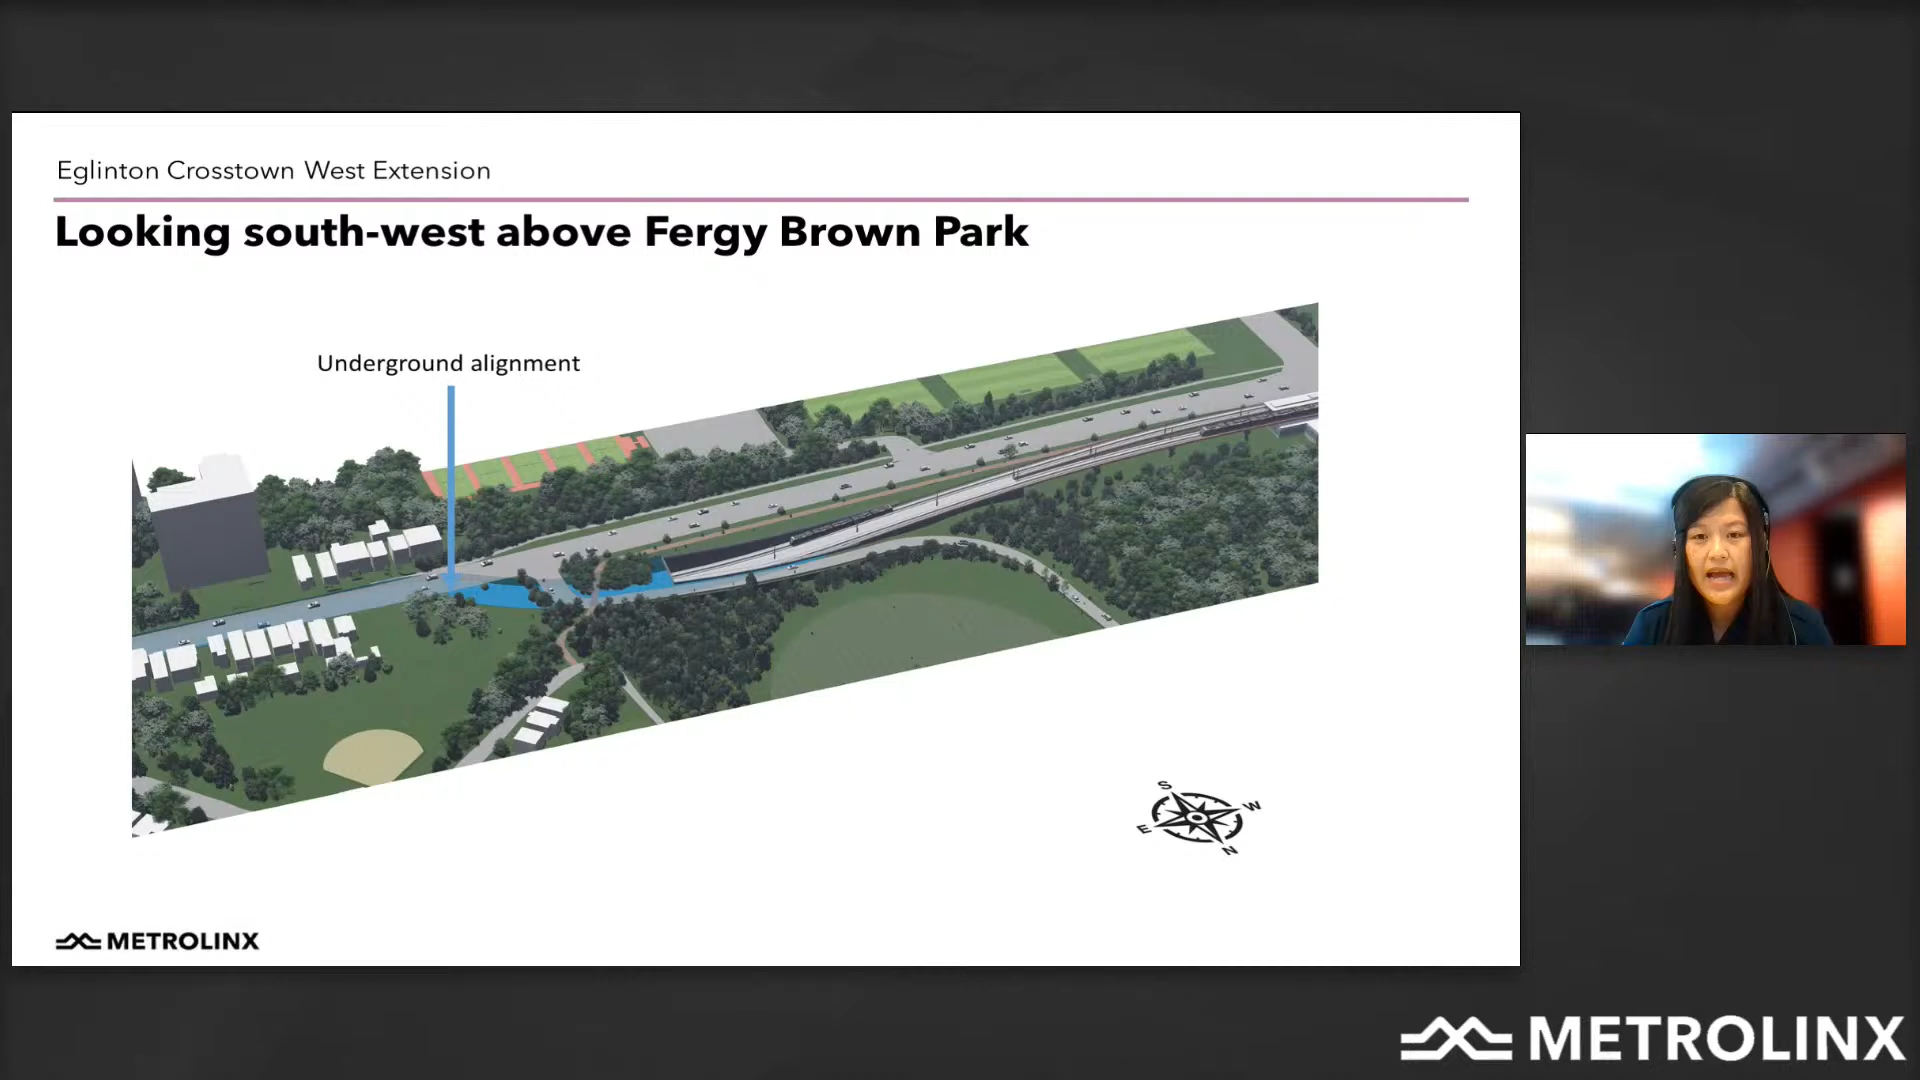 Eglinton Crosstown West Extension
Looking south-west above Fergy Brown Park
Underground alignment
S
W
E
N
METROLINX
METROLINX